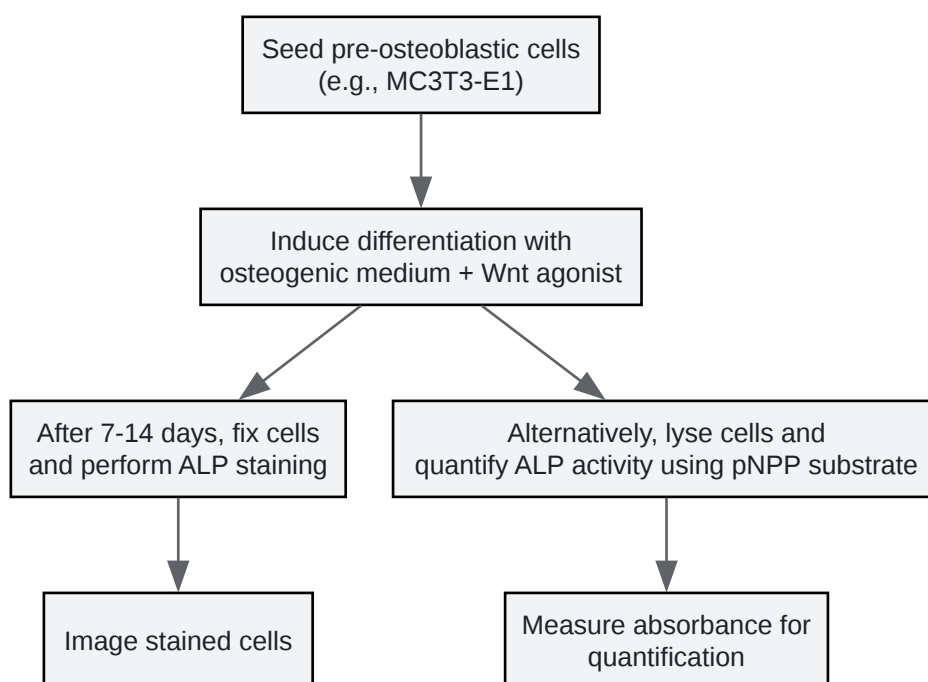 Seed pre-osteoblastic cells
(e.g., MC3T3-E1)
Induce differentiation with
osteogenic medium + Wnt agonist
After 7-14 days, fix cells
and perform ALP staining
Alternatively, lyse cells and
quantify ALP activity using pNPP substrate
Image stained cells
Measure absorbance for
quantification